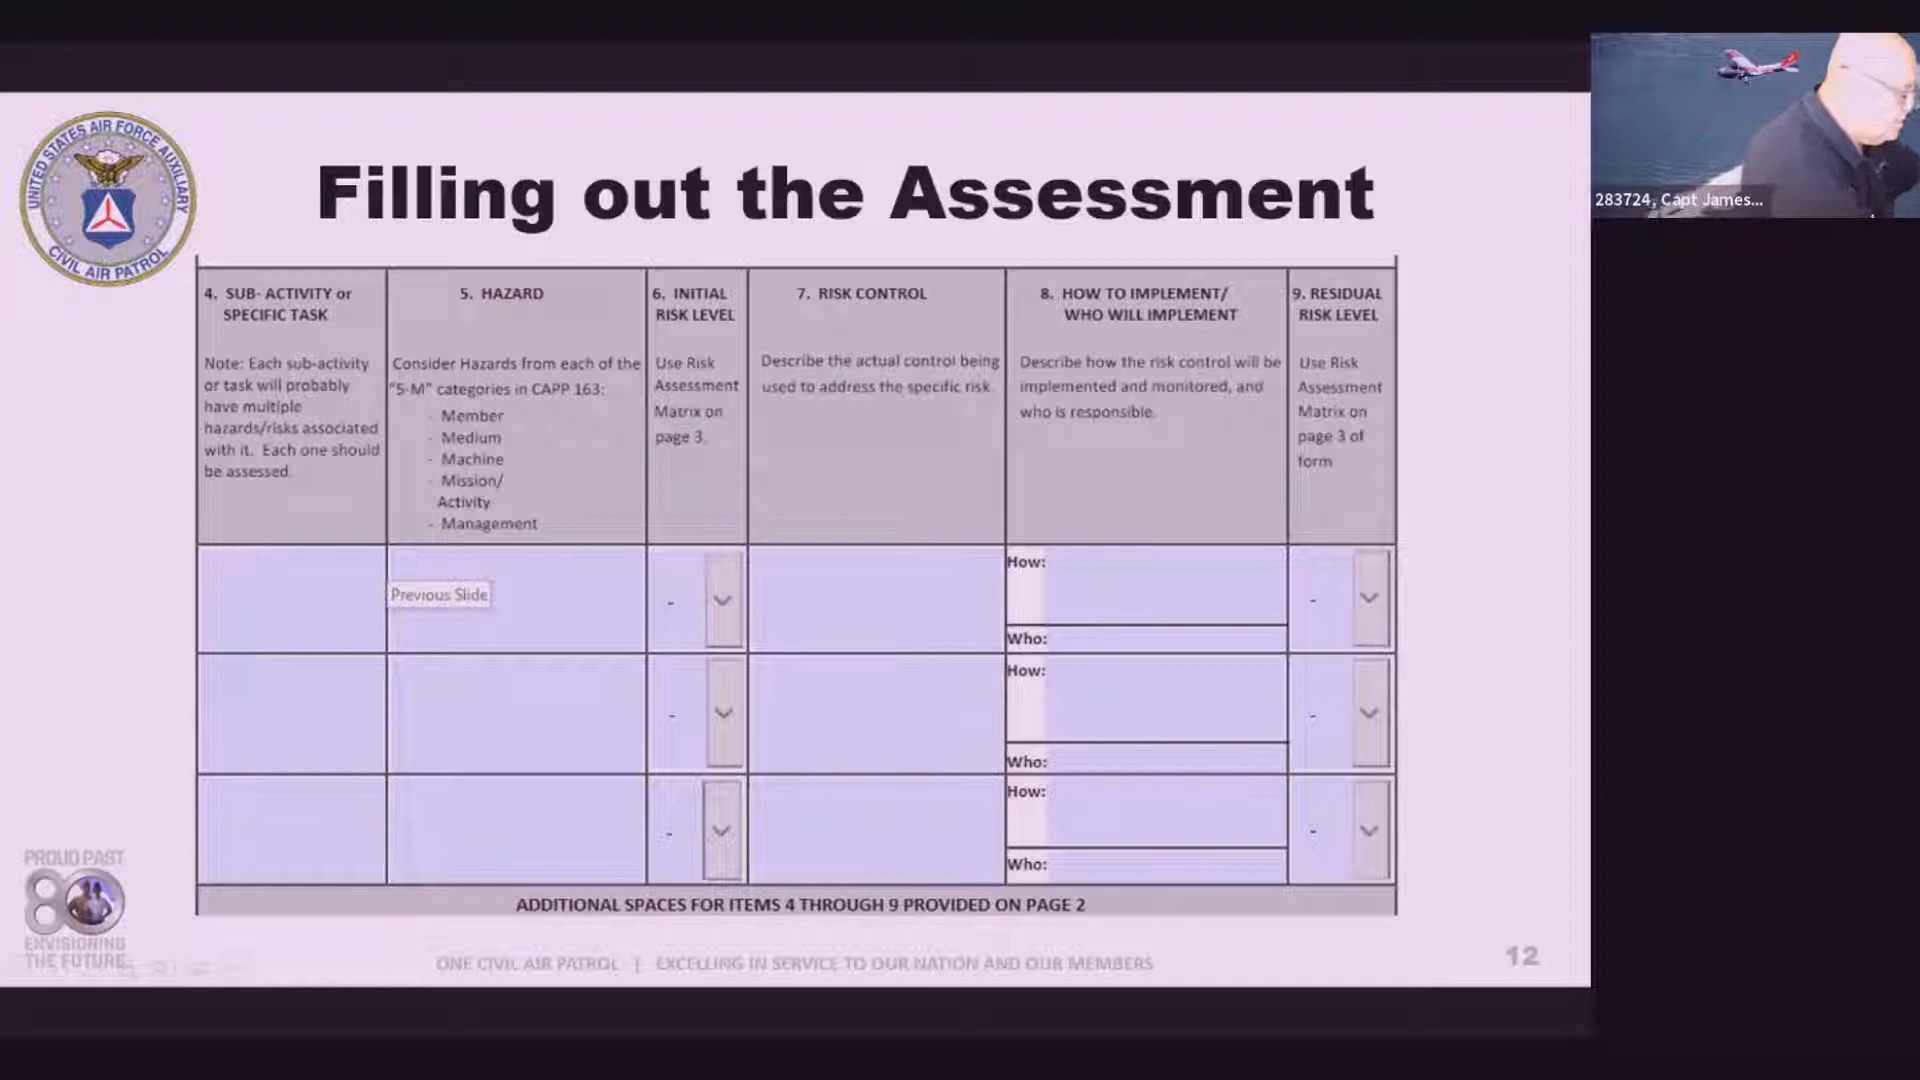 UNITED STATES AIR FORCE AUXILIARY
CIVIL AIR PATROL
Filling out the Assessment
283724, Capt James...
4. SUB- ACTIVITY or
SPECIFIC TASK
Note: Each sub-activity
or task will probably
have multiple
hazards/risks associated
with it. Each one should
be assessed.
5. HAZARD
Consider Hazards from each of the
"5-M" categories in CAPP 163:
- Member
- Medium
- Machine
- Mission/
Activity
- Management
6. INITIAL
RISK LEVEL
Use Risk
Assessment
Matrix on
page 3.
7. RISK CONTROL
Describe the actual control being
used to address the specific risk.
8. HOW TO IMPLEMENT/
WHO WILL IMPLEMENT
Describe how the risk control will be
implemented and monitored, and
who is responsible.
9. RESIDUAL
RISK LEVEL
Use Risk
Assessment
Matrix on
page 3 of
form
Previous Slide
-
How:
Who:
-
-
How:
Who:
-
-
How:
Who:
-
ADDITIONAL SPACES FOR ITEMS 4 THROUGH 9 PROVIDED ON PAGE 2
PROUD PAST
80
ENVISIONING
THE FUTURE
ONE CIVIL AIR PATROL | EXCELLING IN SERVICE TO OUR NATION AND OUR MEMBERS
12